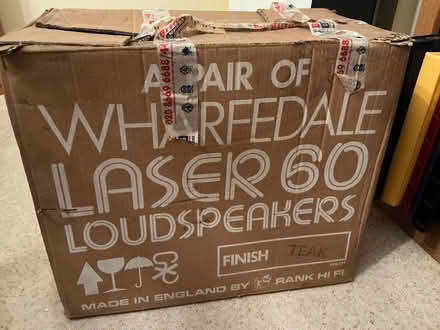 A PAIR OF
WHARFEDALE
LASER 60
LOUDSPEAKERS
FINISH TEAK
MADE IN ENGLAND BY RANK HI FI